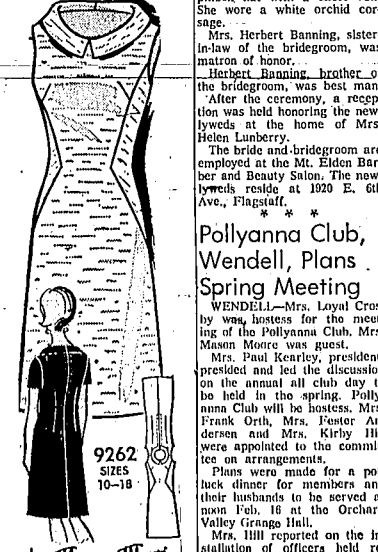 She wore a white orchid cor-
sage.
Mrs. Herbert Banning, sister-
in-law of the bridegroom, was
matron of honor.
Herbert Banning, brother o
the bridegroom, was best man
After the ceremony, a recep
tion was held honoring the new
lyweds at the home of Mrs
Helen Lunberry.
The bride and bridegroom are
employed at the Mt. Elden Bar
ber and Beauty Salon. The new
lyweds reside at 1920 E. 6th
Ave., Flagstaff.
* * *
Pollyanna Club,
Wendell, Plans
Spring Meeting
WENDELL—Mrs. Loyal Cros
by was hostess for the meet
ing of the Pollyanna Club. Mrs
Mason Moore was guest.
Mrs. Paul Kearley, president
presided and led the discussio
on the annual all club day t
be held in the spring. Polly
anna Club will be hostess. Mrs
Frank Orth, Mrs. Fester An
dersen and Mrs. Kirby Hi
were appointed to the commit
tee on arrangements.
Plans were made for a po
luck dinner for members an
their husbands to be served a
noon Feb. 16 at the Orchar
Valley Grange Hall.
Mrs. Hill reported on the in
stallation of officers held
9262
SIZES
10-18